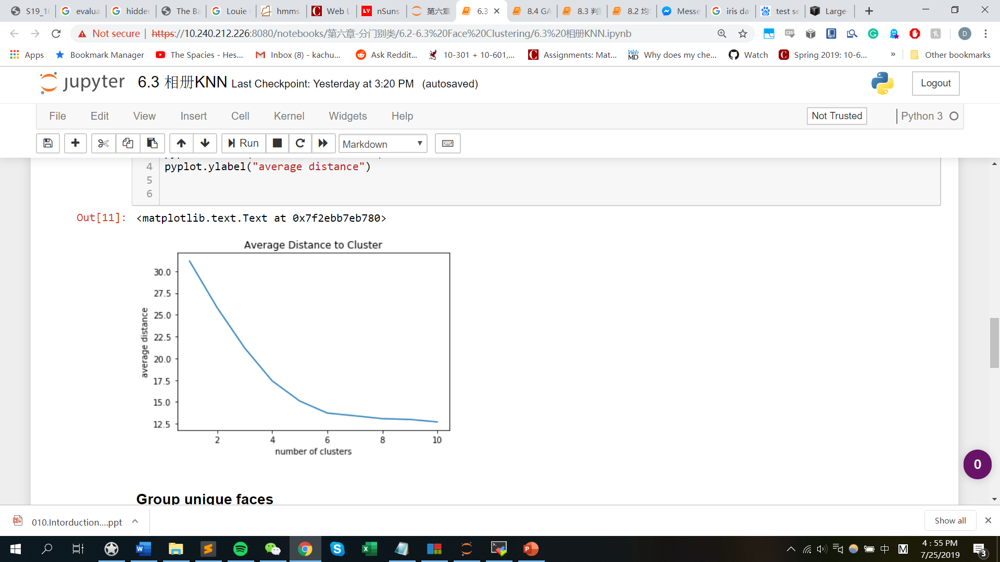 S19_10 evalua hidden The Ba Louie hmms. Web L nSuns 第六章 6.3 8.4 GA 8.3 判别 8.2 均 Messe iris da test se Large-
Not secure | https://10.240.212.226:8080/notebooks/第六章-分门别类/6.2-6.3%20Face%20Clustering/6.3%20相册KNN.ipynb
Apps Bookmark Manager The Spacies - Hes... Inbox (8) - kachu... Ask Reddit... 10-301 + 10-601,... Assignments: Mat... Why does my che... Watch Spring 2019: 10-6... » Other bookmarks
jupyter 6.3 相册KNN Last Checkpoint: Yesterday at 3:20 PM (autosaved) Logout
File Edit View Insert Cell Kernel Widgets Help Not Trusted Python 3
Run Markdown
4 pyplot.ylabel("average distance")
5
6
Out[11]: <matplotlib.text.Text at 0x7f2ebb7eb780>
Average Distance to Cluster
30.0
27.5
25.0
22.5
20.0
17.5
15.0
12.5
average distance
2 4 6 8 10
number of clusters
0
Group unique faces
010.Intorduction....ppt Show all
中 M 4 : 55 PM
7/25/2019 3